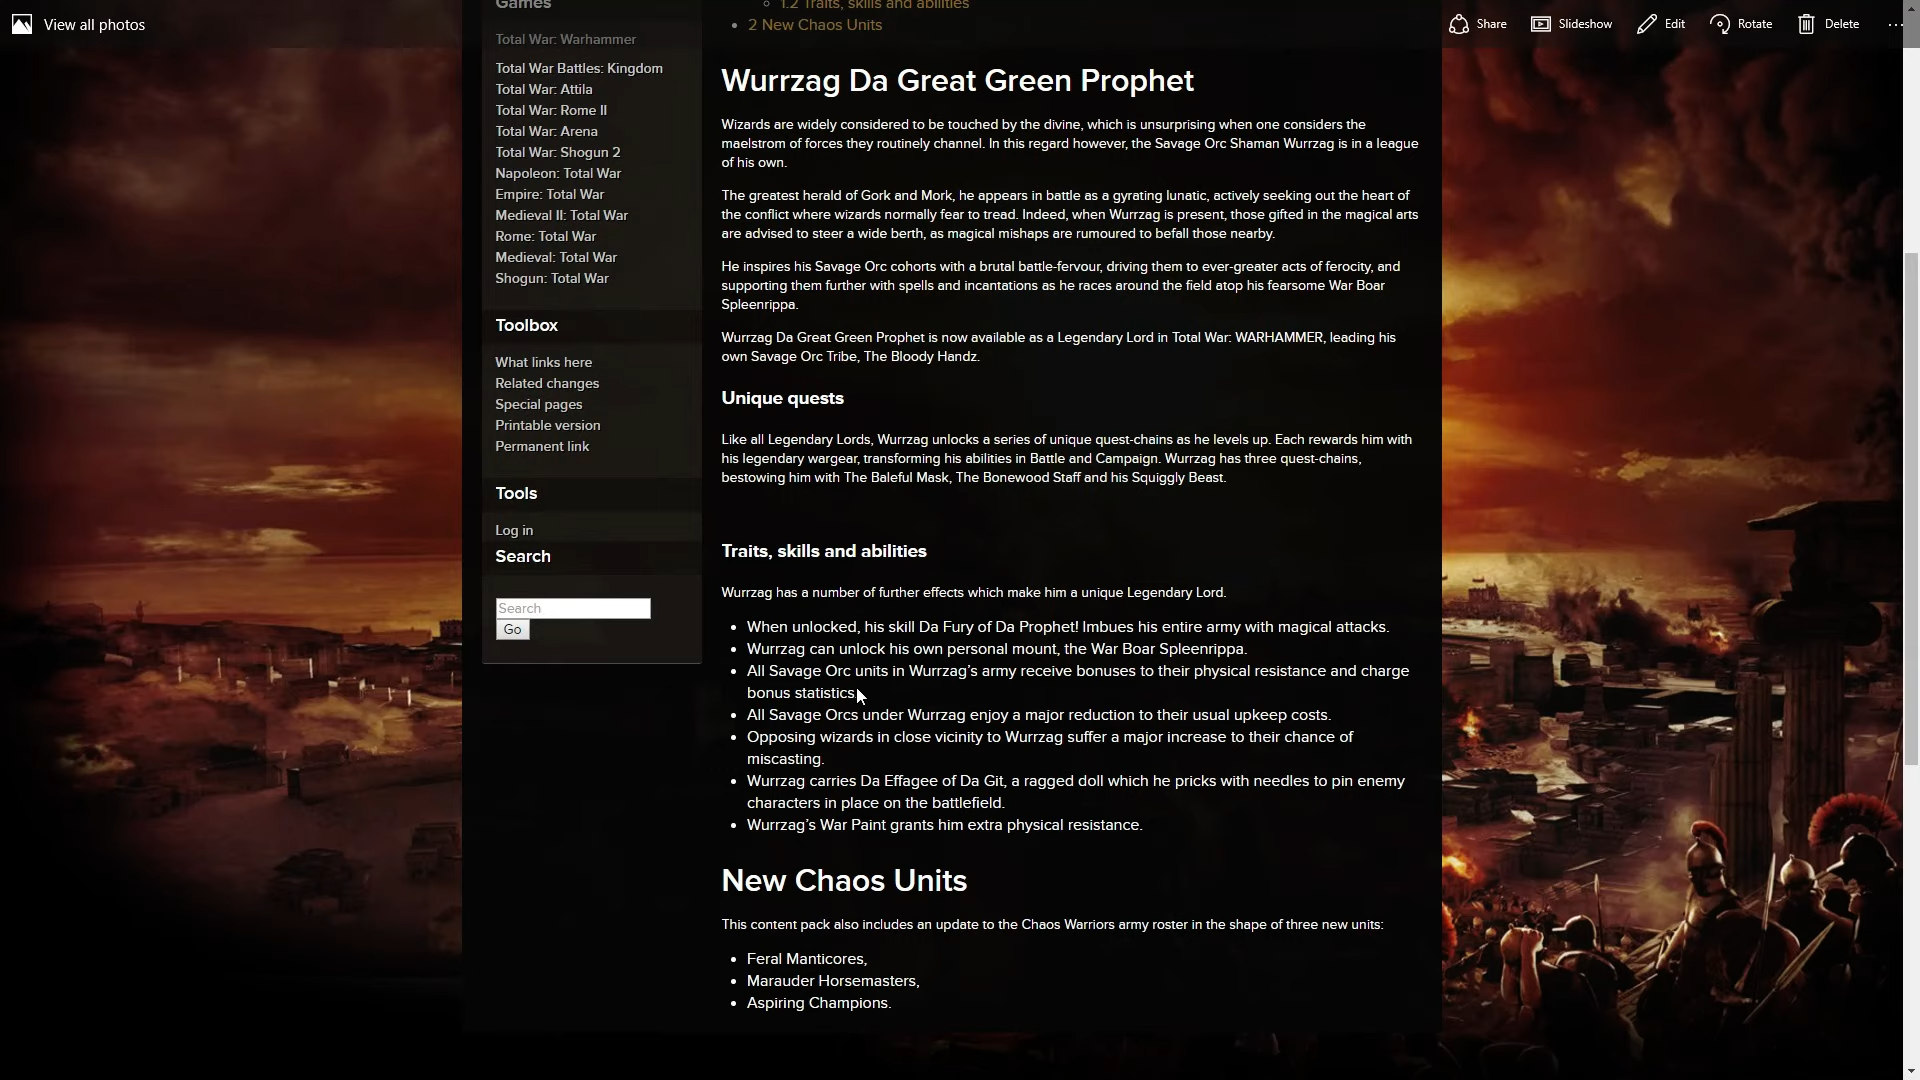 View all photos
Share
Slideshow
Edit
Rotate
Delete
Games
Total War: Warhammer
Total War Battles: Kingdom
Total War: Attila
Total War: Rome II
Total War: Arena
Total War: Shogun 2
Napoleon: Total War
Empire: Total War
Medieval II: Total War
Rome: Total War
Medieval: Total War
Shogun: Total War
Toolbox
What links here
Related changes
Special pages
Printable version
Permanent link
Tools
Log in
Search
Search
Go
1.2 Traits, skills and abilities
2 New Chaos Units
Wurrzag Da Great Green Prophet
Wizards are widely considered to be touched by the divine, which is unsurprising when one considers the
maelstrom of forces they routinely channel. In this regard however, the Savage Orc Shaman Wurrzag is in a league
of his own.
The greatest herald of Gork and Mork, he appears in battle as a gyrating lunatic, actively seeking out the heart of
the conflict where wizards normally fear to tread. Indeed, when Wurrzag is present, those gifted in the magical arts
are advised to steer a wide berth, as magical mishaps are rumoured to befall those nearby.
He inspires his Savage Orc cohorts with a brutal battle-fervour, driving them to ever-greater acts of ferocity, and
supporting them further with spells and incantations as he races around the field atop his fearsome War Boar
Spleenrippa.
Wurrzag Da Great Green Prophet is now available as a Legendary Lord in Total War: WARHAMMER, leading his
own Savage Orc Tribe, The Bloody Handz.
Unique quests
Like all Legendary Lords, Wurrzag unlocks a series of unique quest-chains as he levels up. Each rewards him with
his legendary wargear, transforming his abilities in Battle and Campaign. Wurrzag has three quest-chains,
bestowing him with The Baleful Mask, The Bonewood Staff and his Squiggly Beast.
Traits, skills and abilities
Wurrzag has a number of further effects which make him a unique Legendary Lord.
• When unlocked, his skill Da Fury of Da Prophet! Imbues his entire army with magical attacks.
• Wurrzag can unlock his own personal mount, the War Boar Spleenrippa.
• All Savage Orc units in Wurrzag’s army receive bonuses to their physical resistance and charge
bonus statistics.
• All Savage Orcs under Wurrzag enjoy a major reduction to their usual upkeep costs.
• Opposing wizards in close vicinity to Wurrzag suffer a major increase to their chance of
miscasting.
• Wurrzag carries Da Effagee of Da Git, a ragged doll which he pricks with needles to pin enemy
characters in place on the battlefield.
• Wurrzag’s War Paint grants him extra physical resistance.
New Chaos Units
This content pack also includes an update to the Chaos Warriors army roster in the shape of three new units:
• Feral Manticores,
• Marauder Horsemasters,
• Aspiring Champions.